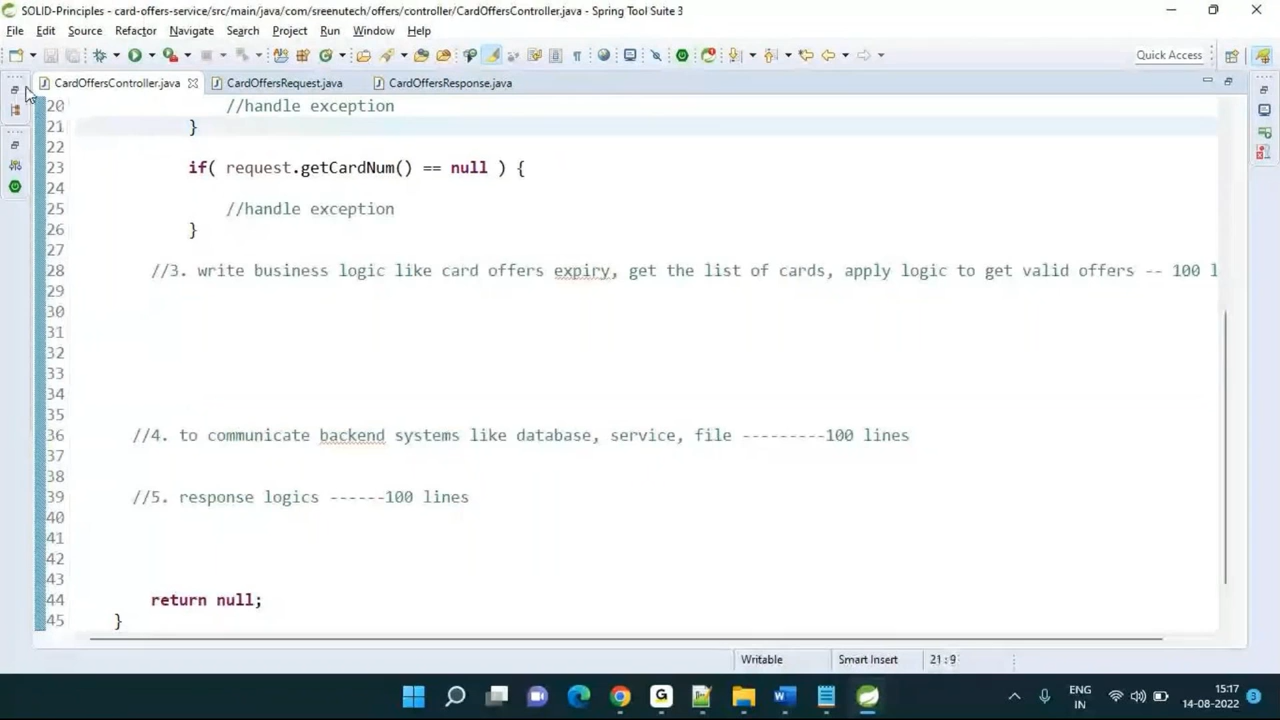 SOLID-Principles - card-offers-service/src/main/java/com/sreenutech/offers/controller/CardOffersController.java - Spring Tool Suite 3
File Edit Source Refactor Navigate Search Project Run Window Help
Quick Access
CardOffersController.java CardOffersRequest.java CardOffersResponse.java
20 //handle exception
21 }
22
23 if( request.getCardNum() == null ) {
24
25 //handle exception
26 }
27
28 //3. write business logic like card offers expiry, get the list of cards, apply logic to get valid offers -- 100 l
29
30
31
32
33
34
35
36 //4. to communicate backend systems like database, service, file ---------100 lines
37
38
39 //5. response logics ------100 lines
40
41
42
43
44 return null;
45 }
Writable Smart Insert 21 : 9
ENG
IN
15:17
14-08-2022
3